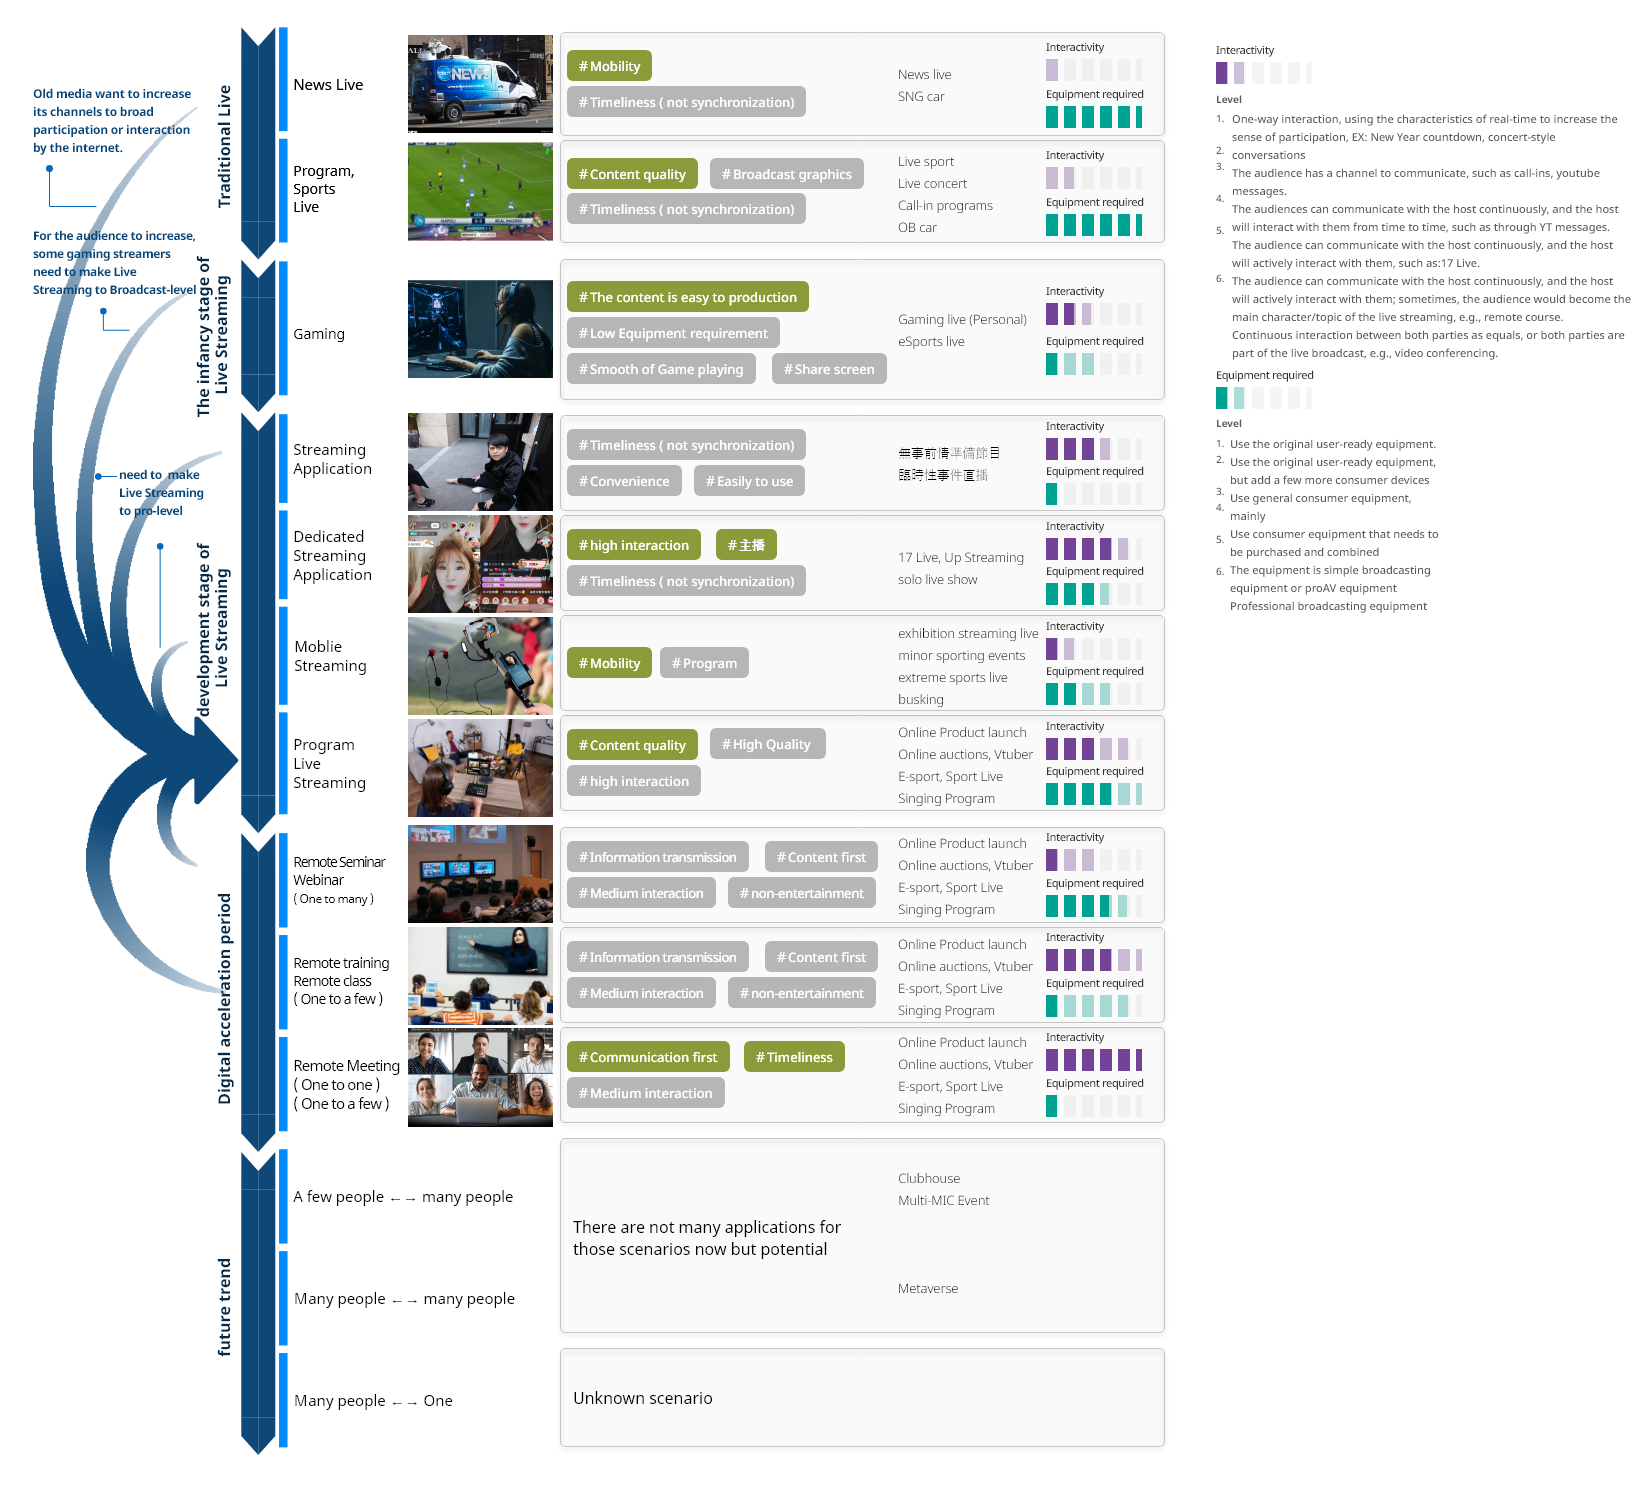 Old media want to increase
its channels to broad
participation or interaction
by the internet.
For the audience to increase,
some gaming streamers
need to make Live
Streaming to Broadcast-level
need to  make
Live Streaming
to pro-level
Traditional Live
News Live
NEWS
#Mobility
#Timeliness ( not synchronization)
News live
SNG car
Interactivity
Equipment required
Program,
Sports
Live
NAPOLI
REAL MADRID
#Content quality
#Broadcast graphics
#Timeliness ( not synchronization)
Live sport
Live concert
Call-in programs
OB car
Interactivity
Equipment required
The infancy stage of
Live Streaming
Gaming
#The content is easy to production
#Low Equipment requirement
#Smooth of Game playing
#Share screen
Gaming live (Personal)
eSports live
Interactivity
Equipment required
development stage of
Live Streaming
Streaming
Application
#Timeliness ( not synchronization)
#Convenience
#Easily to use
無事前情準備節目
臨時性事件直播
Interactivity
Equipment required
Dedicated
Streaming
Application
#high interaction
#主播
#Timeliness ( not synchronization)
17 Live, Up Streaming
solo live show
Interactivity
Equipment required
Moblie
Streaming
#Mobility
#Program
exhibition streaming live
minor sporting events
extreme sports live
busking
Interactivity
Equipment required
Program
Live
Streaming
#Content quality
#High Quality
#high interaction
Online Product launch
Online auctions, Vtuber
E-sport, Sport Live
Singing Program
Interactivity
Equipment required
Digital acceleration period
Remote Seminar
Webinar
( One to many )
#Information transmission
#Content first
#Medium interaction
#non-entertainment
Online Product launch
Online auctions, Vtuber
E-sport, Sport Live
Singing Program
Interactivity
Equipment required
Remote training
Remote class
( One to a few )
#Information transmission
#Content first
#Medium interaction
#non-entertainment
Online Product launch
Online auctions, Vtuber
E-sport, Sport Live
Singing Program
Interactivity
Equipment required
Remote Meeting
( One to one )
( One to a few )
#Communication first
#Timeliness
#Medium interaction
Online Product launch
Online auctions, Vtuber
E-sport, Sport Live
Singing Program
Interactivity
Equipment required
future trend
A few people ←→ many people
Many people ←→ many people
There are not many applications for
those scenarios now but potential
Clubhouse
Multi-MIC Event
Metaverse
Many people ←→ One
Unknown scenario
Interactivity
Level
1. One-way interaction, using the characteristics of real-time to increase the
sense of participation, EX: New Year countdown, concert-style
2. conversations
3. The audience has a channel to communicate, such as call-ins, youtube
messages.
4. The audiences can communicate with the host continuously, and the host
5. will interact with them from time to time, such as through YT messages.
The audience can communicate with the host continuously, and the host
will actively interact with them, such as:17 Live.
6. The audience can communicate with the host continuously, and the host
will actively interact with them; sometimes, the audience would become the
main character/topic of the live streaming, e.g., remote course.
Continuous interaction between both parties as equals, or both parties are
part of the live broadcast, e.g., video conferencing.
Equipment required
Level
1. Use the original user-ready equipment.
2. Use the original user-ready equipment,
but add a few more consumer devices
3. Use general consumer equipment,
4. mainly
Use consumer equipment that needs to
5. be purchased and combined
6. The equipment is simple broadcasting
equipment or proAV equipment
Professional broadcasting equipment